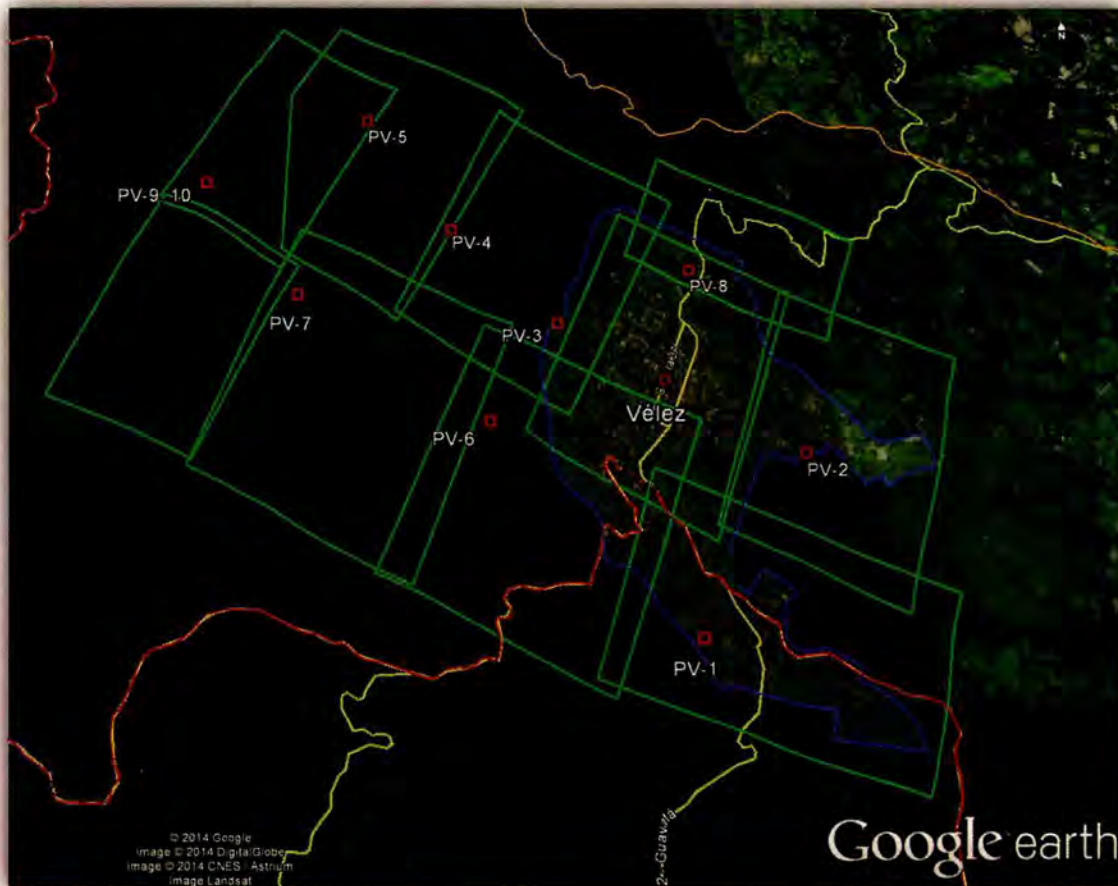 N
PV-5
PV-9-10
PV-4
PV-8
PV-7
PV-3
Vélez
PV-6
PV-2
PV-1
© 2014 Google
Image © 2014 DigitalGlobe
Image © 2014 CNES / Astrium
Image Landsat
Google earth